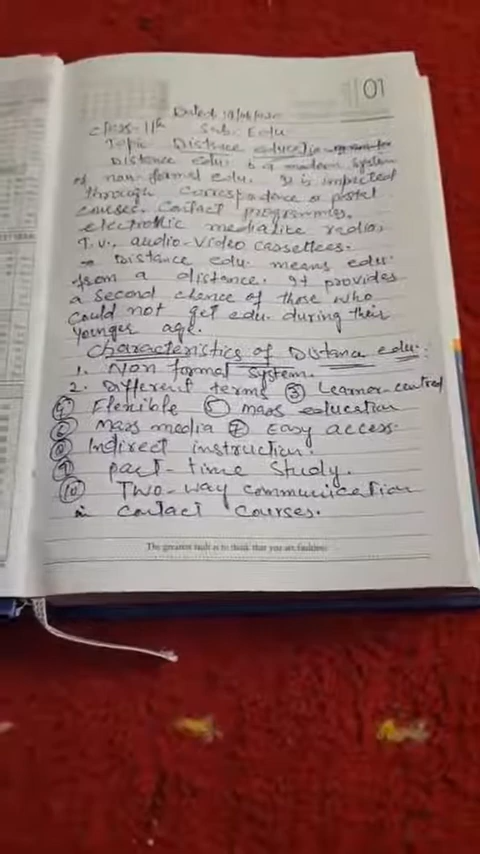 01
Dated
Class-11th Sub. Edu
Topic Distance education
Distance edu. is a modern system
of non-formal edu. It is imparted
through correspondence or postal
courses. Contact programmes,
electronic media like radio,
T.V., audio-video cassettes.
→ Distance edu. means edu.
from a distance. It provides
a second chance of those who
could not get edu. during their
younger age.
Characteristics of Distance edu:
1. Non formal system.
2. Different terms ③ Learner-centred
④ Flexible ⑤ mass education
⑥ Mass media ⑦ Easy access.
⑧ Indirect instruction.
⑨ part-time study.
⑩ Two-way communication
in contact courses.
The greatest fault is to think that you are faultless